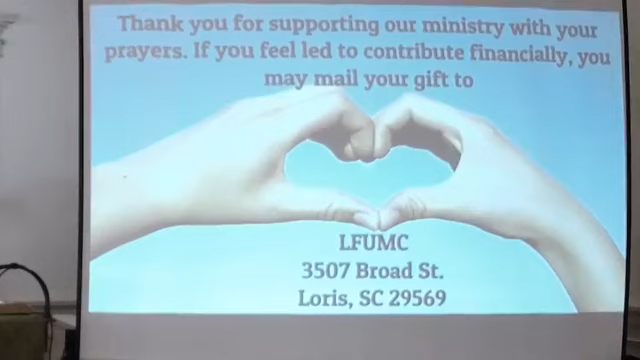 Thank you for supporting our ministry with your
prayers. If you feel led to contribute financially, you
may mail your gift to
LFUMC
3507 Broad St.
Loris, SC 29569